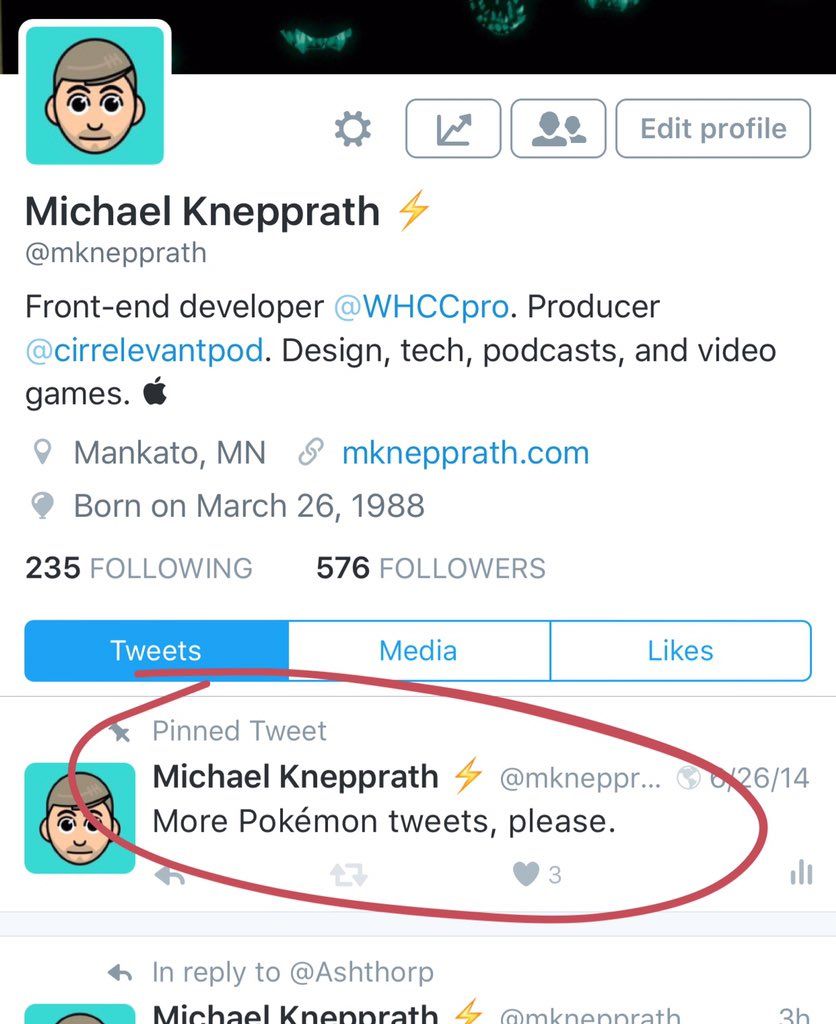 Edit profile
Michael Knepprath ⚡
@mknepprath
Front-end developer @WHCCpro. Producer
@cirrelevantpod. Design, tech, podcasts, and video
games. 
Mankato, MN mknepprath.com
Born on March 26, 1988
235 FOLLOWING 576 FOLLOWERS
Tweets Media Likes
Pinned Tweet
Michael Knepprath ⚡ @mkneppr... 6/26/14
More Pokémon tweets, please.
3
In reply to @Ashthorp
Michael Knepprath ⚡ @mknepprath 3h